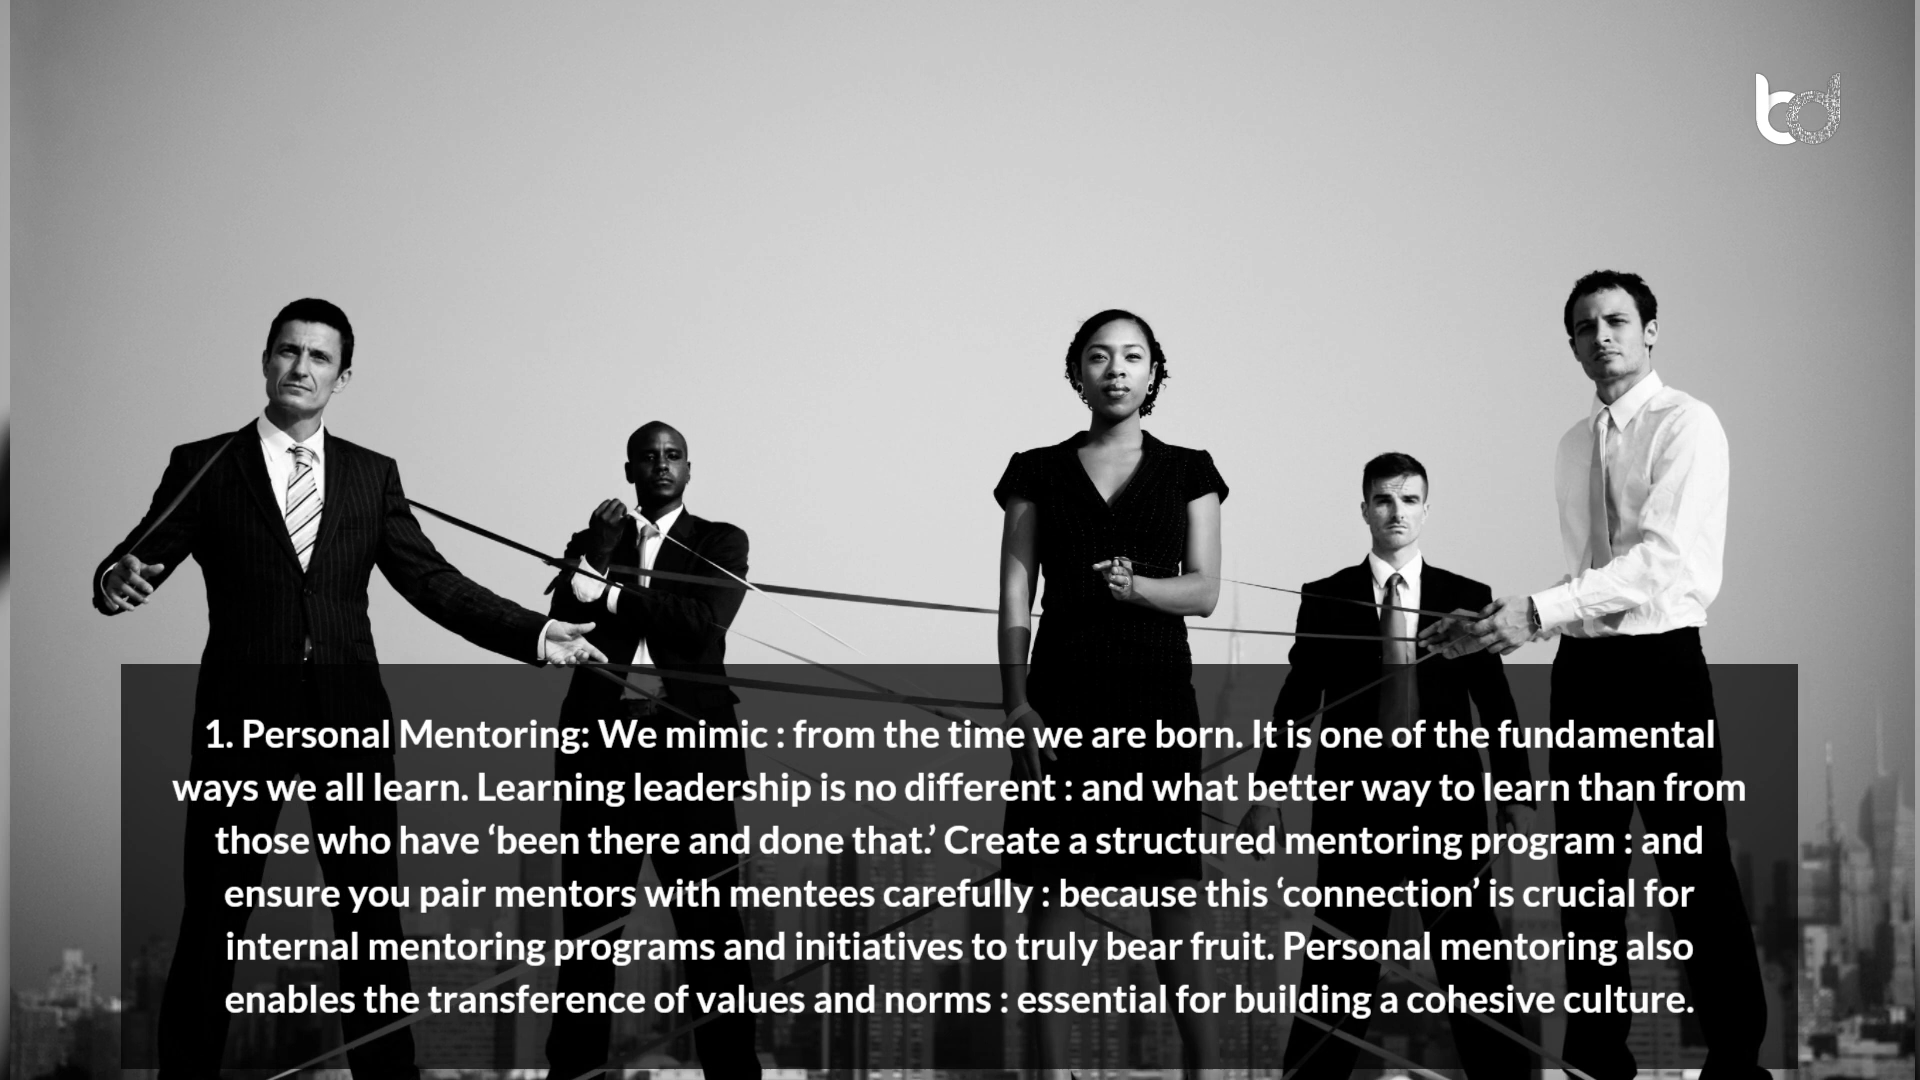 bd
1. Personal Mentoring: We mimic : from the time we are born. It is one of the fundamental
ways we all learn. Learning leadership is no different : and what better way to learn than from
those who have ‘been there and done that.’ Create a structured mentoring program : and
ensure you pair mentors with mentees carefully : because this ‘connection’ is crucial for
internal mentoring programs and initiatives to truly bear fruit. Personal mentoring also
enables the transference of values and norms : essential for building a cohesive culture.